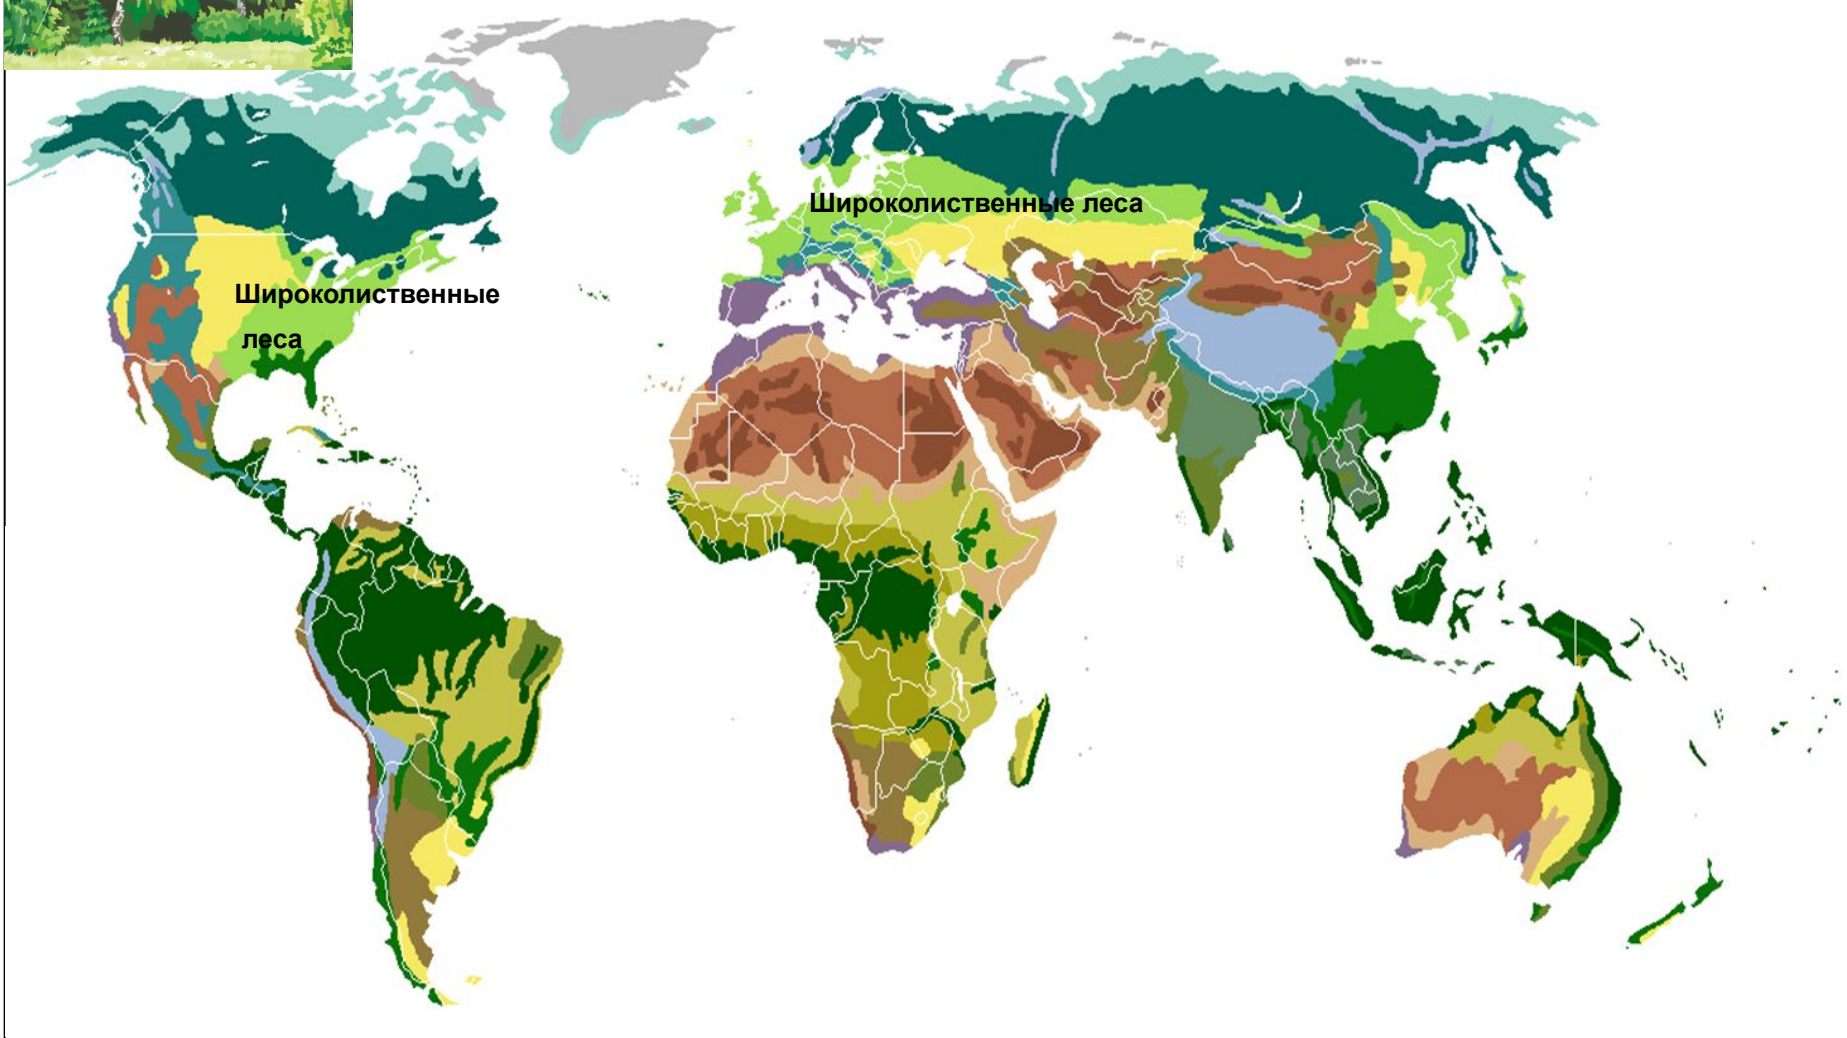 Широколиственные леса
Широколиственные
леса